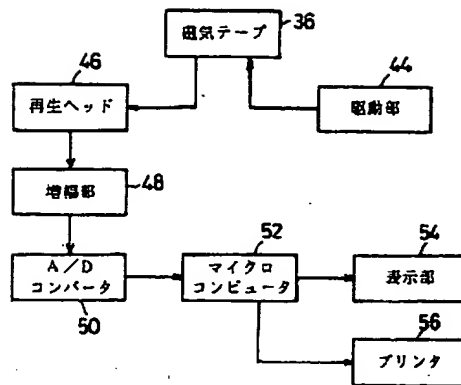 磁気テープ
36
46
再生ヘッド
44
駆動部
増幅部
48
52
54
A/D
コンバータ
マイクロ
コンピュータ
表示部
50
56
プリンタ